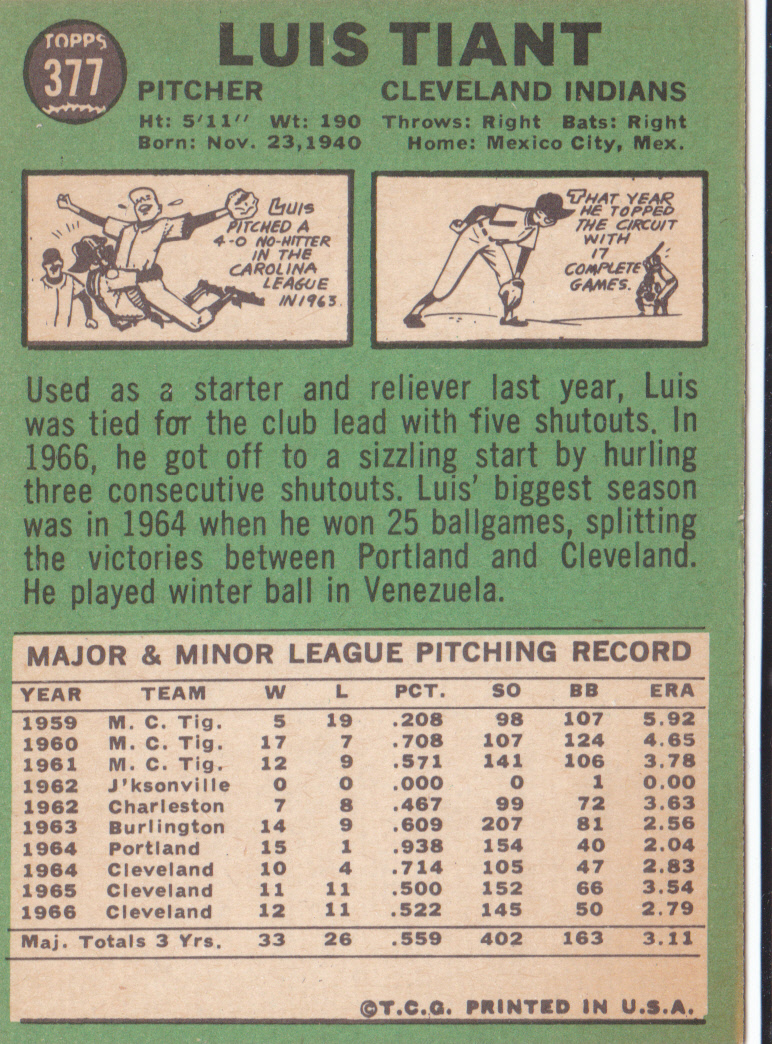 TOPPS
377
LUIS TIANT
PITCHER CLEVELAND INDIANS
Ht: 5'11" Wt: 190 Throws: Right Bats: Right
Born: Nov. 23,1940 Home: Mexico City, Mex.
LUIS
PITCHED A
4-0 NO-HITTER
IN THE
CAROLINA
LEAGUE
IN 1963.
THAT YEAR
HE TOPPED
THE CIRCUIT
WITH
17
COMPLETE
GAMES.
Used as a starter and reliever last year, Luis
was tied for the club lead with five shutouts. In
1966, he got off to a sizzling start by hurling
three consecutive shutouts. Luis' biggest season
was in 1964 when he won 25 ballgames, splitting
the victories between Portland and Cleveland.
He played winter ball in Venezuela.
MAJOR & MINOR LEAGUE PITCHING RECORD
YEAR TEAM W L PCT. SO BB ERA
1959 M. C. Tig. 5 19 .208 98 107 5.92
1960 M. C. Tig. 17 7 .708 107 124 4.65
1961 M. C. Tig. 12 9 .571 141 106 3.78
1962 J'ksonville 0 0 .000 0 1 0.00
1962 Charleston 7 8 .467 99 72 3.63
1963 Burlington 14 9 .609 207 81 2.56
1964 Portland 15 1 .938 154 40 2.04
1964 Cleveland 10 4 .714 105 47 2.83
1965 Cleveland 11 11 .500 152 66 3.54
1966 Cleveland 12 11 .522 145 50 2.79
Maj. Totals 3 Yrs. 33 26 .559 402 163 3.11
©T.C.G. PRINTED IN U.S.A.